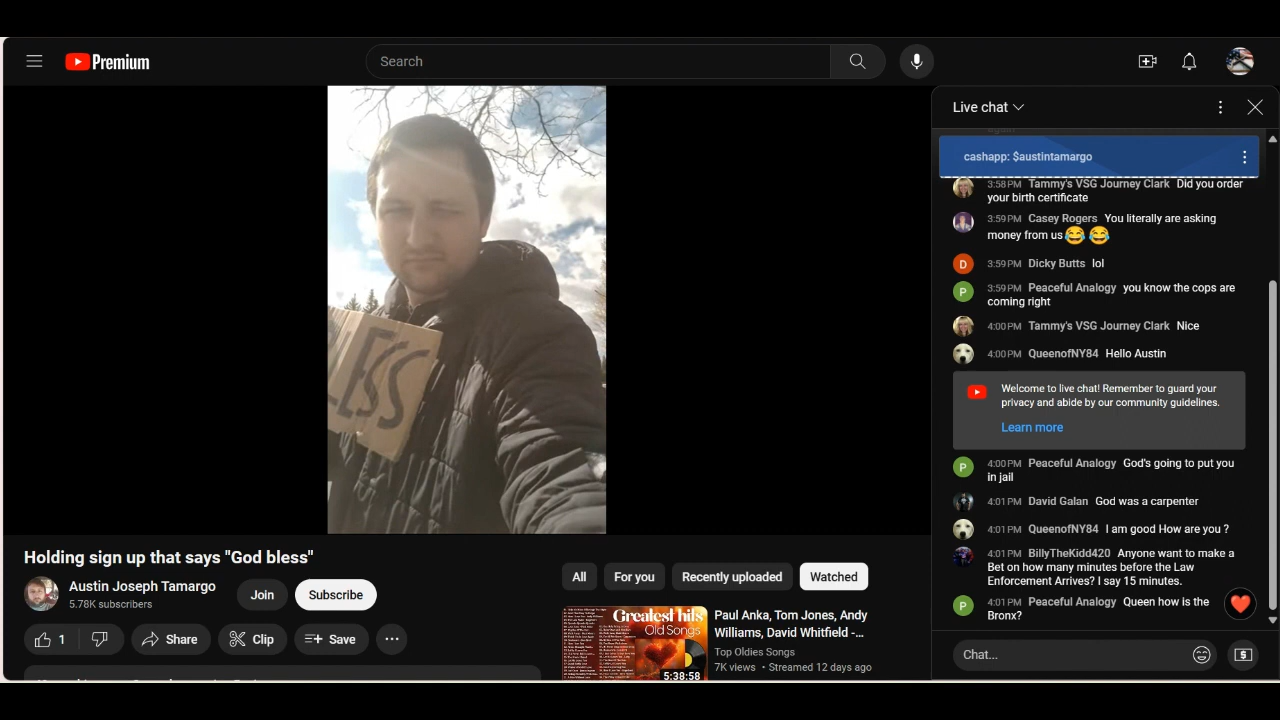 Premium
Search
Live chat
cashapp: $austintamargo
3:58 PM Tammy's VSG Journey Clark Did you order
your birth certificate
3:59 PM Casey Rogers You literally are asking
money from us😂😂
D
3:59 PM Dicky Butts lol
P
3:59 PM Peaceful Analogy you know the cops are
coming right
4:00 PM Tammy's VSG Journey Clark Nice
4:00 PM QueenofNY84 Hello Austin
Welcome to live chat! Remember to guard your
privacy and abide by our community guidelines.
Learn more
P
4:00 PM Peaceful Analogy God's going to put you
in jail
4:01 PM David Galan God was a carpenter
4:01 PM QueenofNY84 I am good How are you ?
4:01 PM BillyTheKidd420 Anyone want to make a
Bet on how many minutes before the Law
Enforcement Arrives? I say 15 minutes.
P
4:01 PM Peaceful Analogy Queen how is the
Bronx?
Chat...
LESS
Holding sign up that says "God bless"
Austin Joseph Tamargo
5.78K subscribers
Join
Subscribe
1
Share
Clip
Save
All
For you
Recently uploaded
Watched
Greatest hits
Old Songs
5:38:58
Paul Anka, Tom Jones, Andy
Williams, David Whitfield -...
Top Oldies Songs
7K views • Streamed 12 days ago